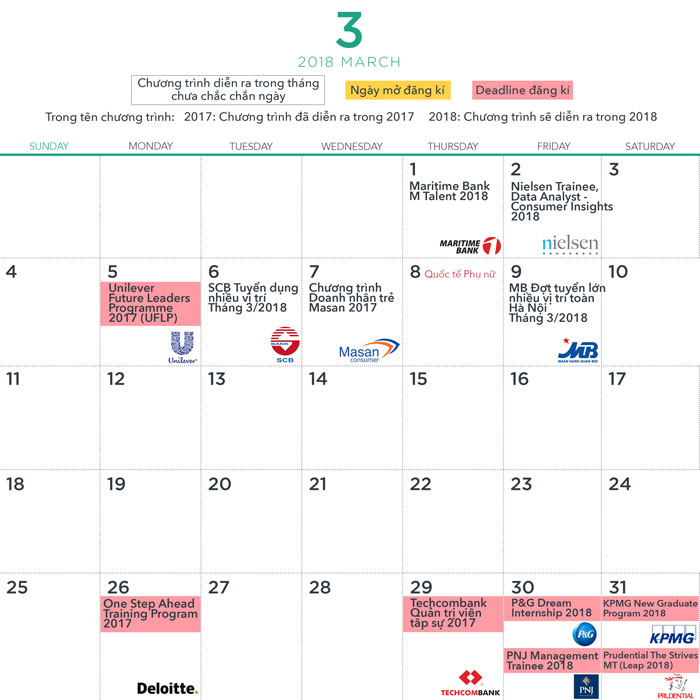 3
2018 MARCH
Chương trình diễn ra trong tháng
chưa chắc chắn ngày
Ngày mở đăng kí
Deadline đăng kí
Trong tên chương trình: 2017: Chương trình đã diễn ra trong 2017 2018: Chương trình sẽ diễn ra trong 2018
SUNDAY MONDAY TUESDAY WEDNESDAY THURSDAY FRIDAY SATURDAY
1
Maritime Bank
M Talent 2018
MARITIME
BANK
2
Nielsen Trainee,
Data Analyst -
Consumer Insights
2018
nielsen
3
4
5
Unilever
Future Leaders
Programme
2017 (UFLP)
Unilever
6
SCB Tuyển dụng
nhiều vị trí
Tháng 3/2018
BANK
SCB
7
Chương trình
Doanh nhân trẻ
Masan 2017
Masan
consumer
8 Quốc tế Phụ nữ
9
MB Đợt tuyển lớn
nhiều vị trí toàn
Hà Nội
Tháng 3/2018
MB
NGAN HANG QUAN DOI
10
11 12 13 14 15 16 17
18 19 20 21 22 23 24
25
26
One Step Ahead
Training Program
2017
Deloitte.
27
28
29
Techcombank
Quản trị viên
tập sự 2017
TECHCOMBANK
30
P&G Dream
Internship 2018
P&G
PNJ Management
Trainee 2018
PNJ
31
KPMG New Graduate
Program 2018
KPMG
Prudential The Strives
MT (Leap 2018)
PRUDENTIAL